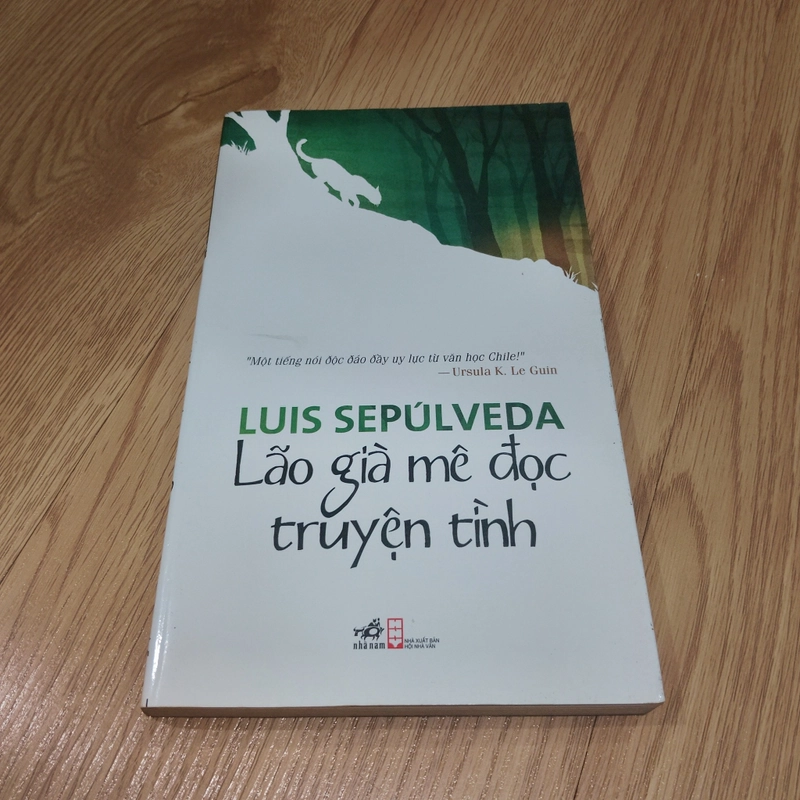 "Một tiếng nói độc đáo đầy uy lực từ văn học Chile!"
— Ursula K. Le Guin
LUIS SEPÚLVEDA
Lão già mê đọc
truyện tình
nhã nam
NHÀ XUẤT BẢN
HỘI NHÀ VĂN